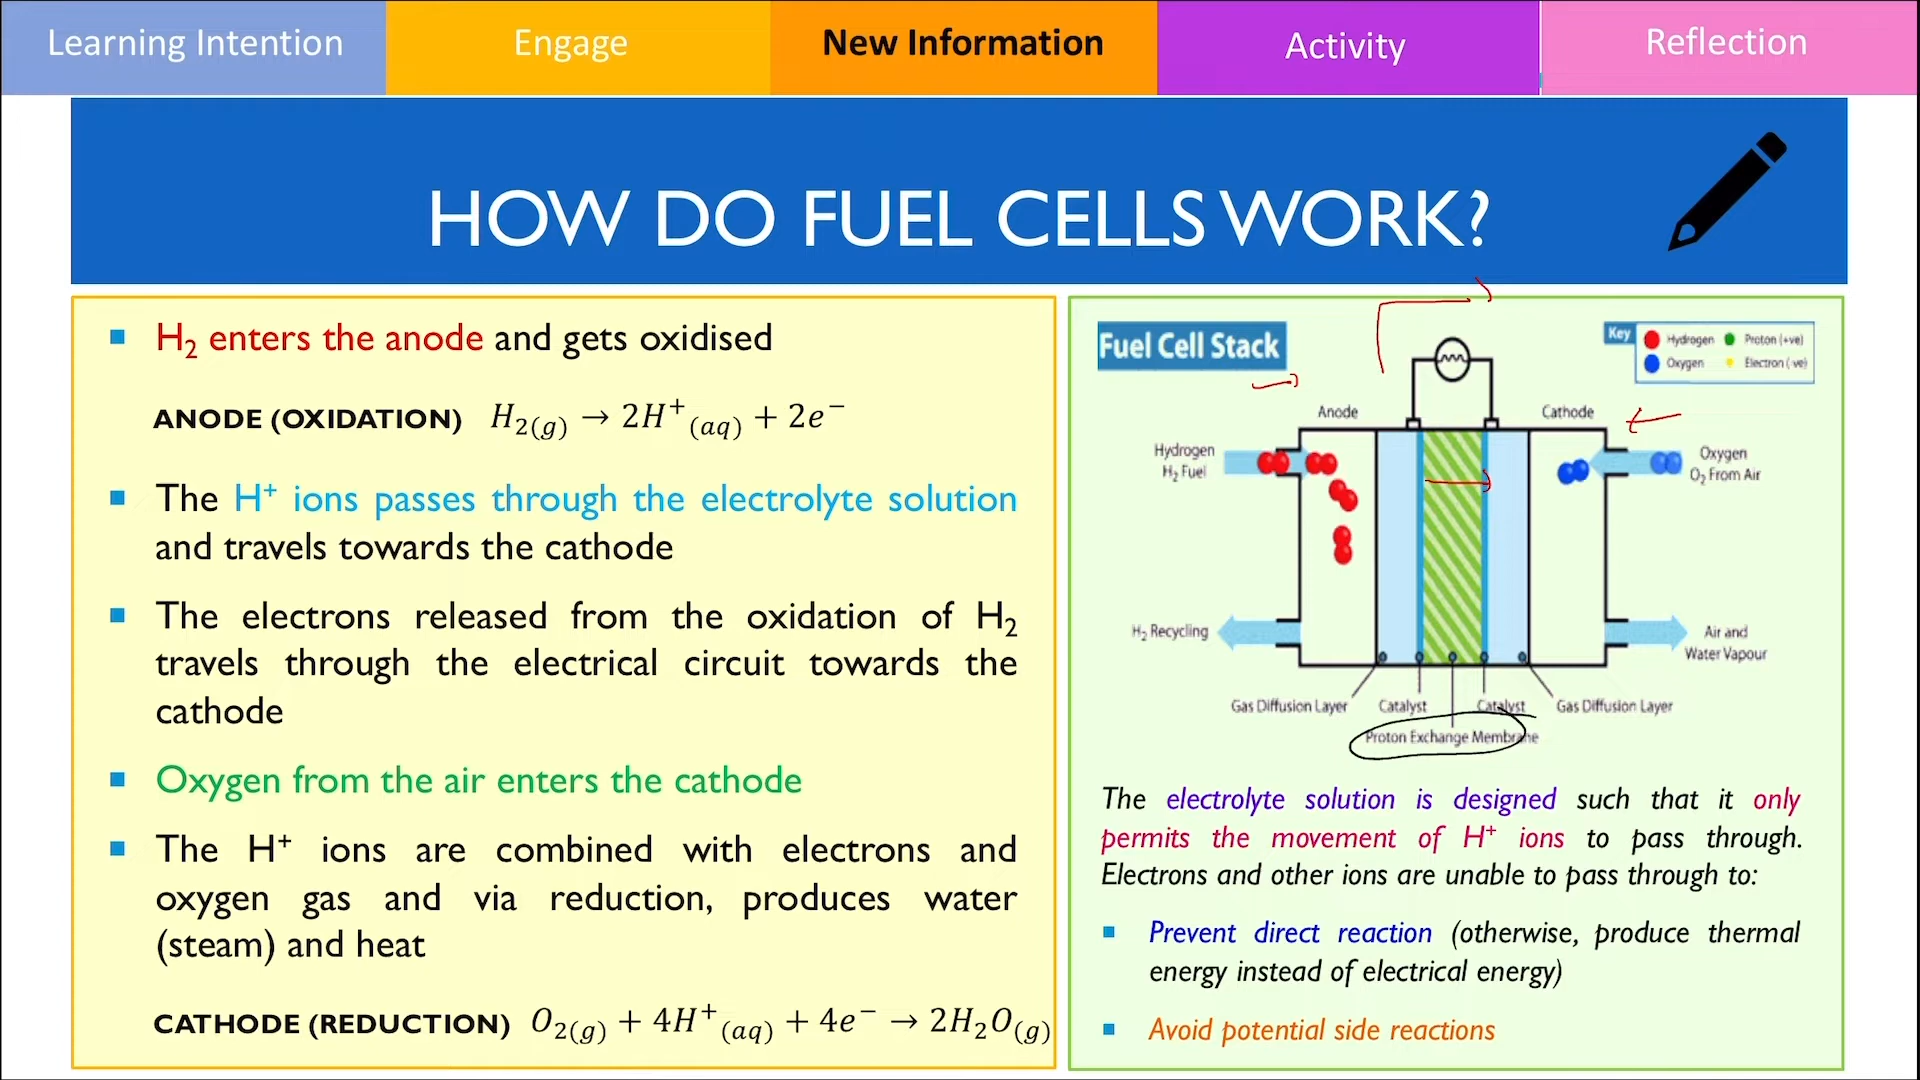 Learning Intention
Engage
New Information
Activity
Reflection
HOW DO FUEL CELLS WORK?
H₂ enters the anode and gets oxidised
ANODE (OXIDATION) H₂(g) → 2H⁺(aq) + 2e⁻
The H⁺ ions passes through the electrolyte solution
and travels towards the cathode
The electrons released from the oxidation of H₂
travels through the electrical circuit towards the
cathode
Oxygen from the air enters the cathode
The H⁺ ions are combined with electrons and
oxygen gas and via reduction, produces water
(steam) and heat
CATHODE (REDUCTION) O₂(g) + 4H⁺(aq) + 4e⁻ → 2H₂O(g)
Fuel Cell Stack
Key
Hydrogen
Proton (+ve)
Oxygen
Electron (-ve)
Anode
Cathode
Hydrogen
H₂ Fuel
Oxygen
O₂ From Air
H₂ Recycling
Air and
Water Vapour
Gas Diffusion Layer
Catalyst
Catalyst
Gas Diffusion Layer
Proton Exchange Membrane
The electrolyte solution is designed such that it only
permits the movement of H⁺ ions to pass through.
Electrons and other ions are unable to pass through to:
Prevent direct reaction (otherwise, produce thermal
energy instead of electrical energy)
Avoid potential side reactions